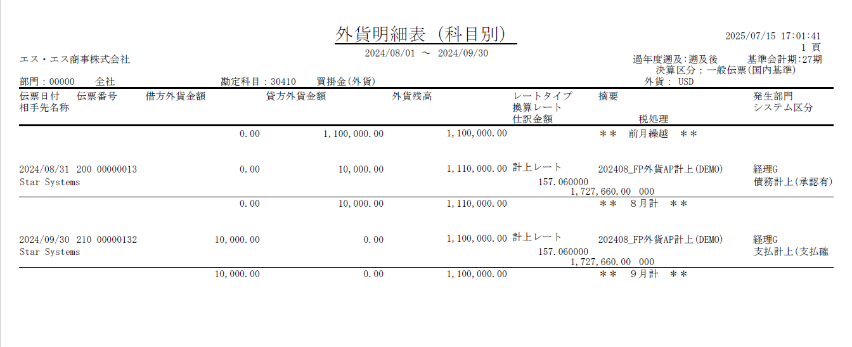 外貨明細表（科目別）
2025/07/15 17:01:41
2024/08/01 ～ 2024/09/30
1 頁
エス・エス商事株式会社
過年度遡及:遡及後 基準会計期:27期
決算区分：一般伝票(国内基準)
部門：00000 全社 勘定科目：30410 買掛金(外貨) 外貨： USD
伝票日付 伝票番号 借方外貨金額 貸方外貨金額 外貨残高 レートタイプ 摘要 発生部門
相手先名称 換算レート システム区分
仕訳金額 税処理
0.00 1,100,000.00 1,100,000.00 ＊＊ 前月繰越 ＊＊
2024/08/31 200 00000013 0.00 10,000.00 1,110,000.00 計上レート 202408_FP外貨AP計上(DEMO) 経理G
Star Systems 157.060000 債務計上(承認有)
1,727,660.00 000
0.00 10,000.00 1,110,000.00 ＊＊ 8月計 ＊＊
2024/09/30 210 00000132 10,000.00 0.00 1,100,000.00 計上レート 202408_FP外貨AP計上(DEMO) 経理G
Star Systems 157.060000 支払計上(支払確
1,727,660.00 000
10,000.00 0.00 1,100,000.00 ＊＊ 9月計 ＊＊